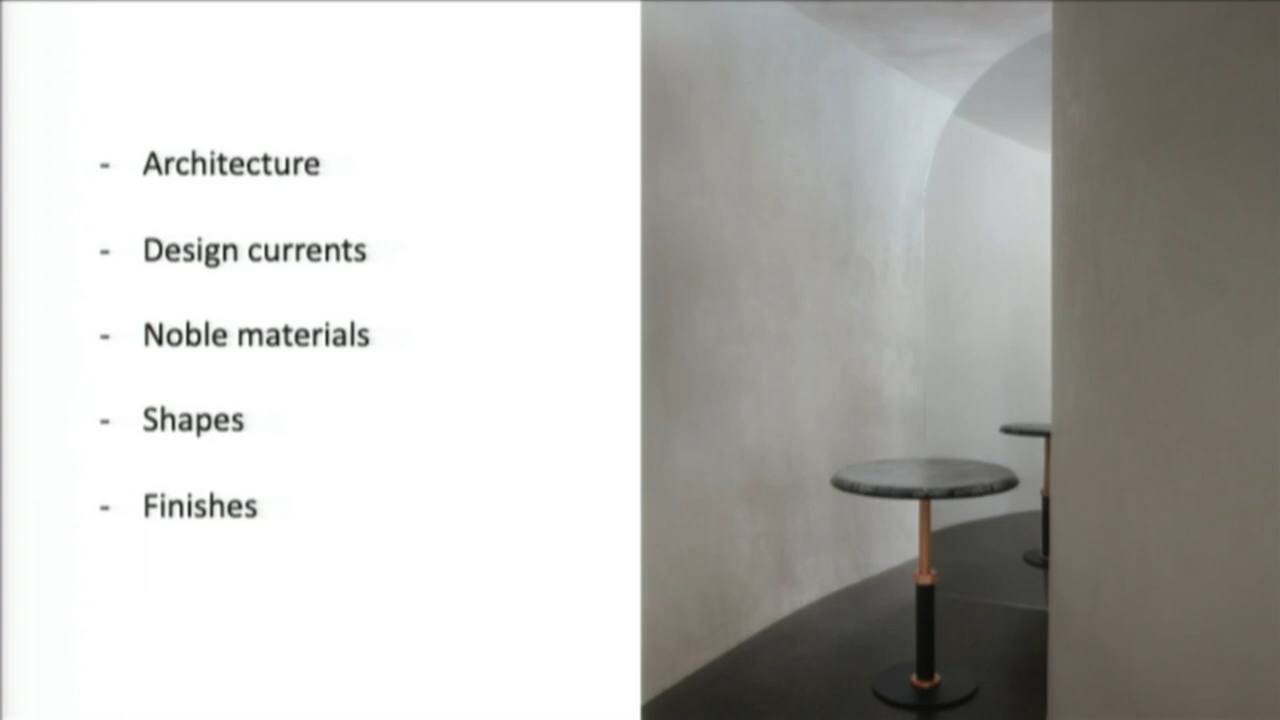 - Architecture
- Design currents
- Noble materials
- Shapes
- Finishes